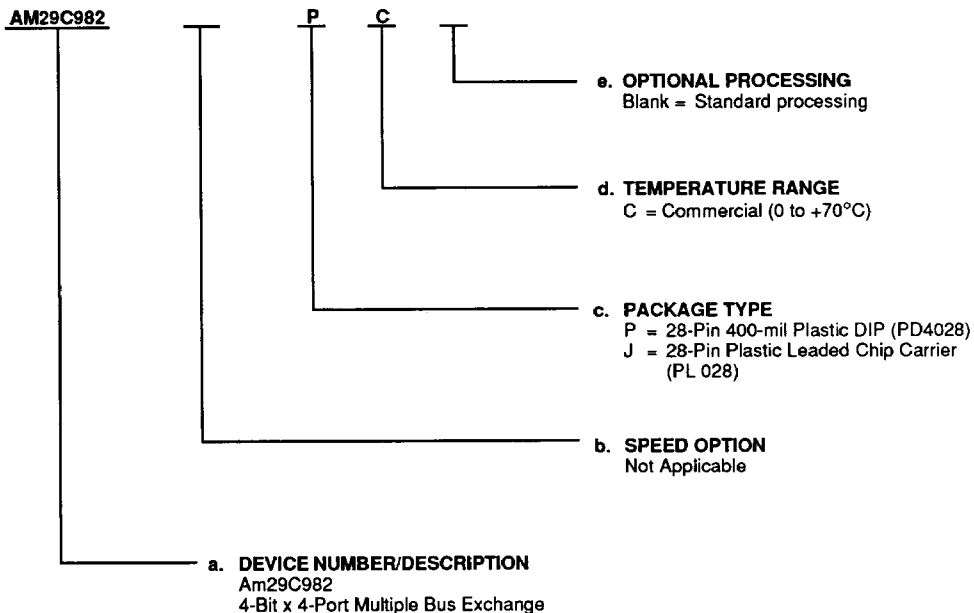 AM29C982 P C
e. OPTIONAL PROCESSING
Blank = Standard processing
d. TEMPERATURE RANGE
C = Commercial (0 to +70°C)
c. PACKAGE TYPE
P = 28-Pin 400-mil Plastic DIP (PD4028)
J = 28-Pin Plastic Leaded Chip Carrier
(PL 028)
b. SPEED OPTION
Not Applicable
a. DEVICE NUMBER/DESCRIPTION
Am29C982
4-Bit x 4-Port Multiple Bus Exchange